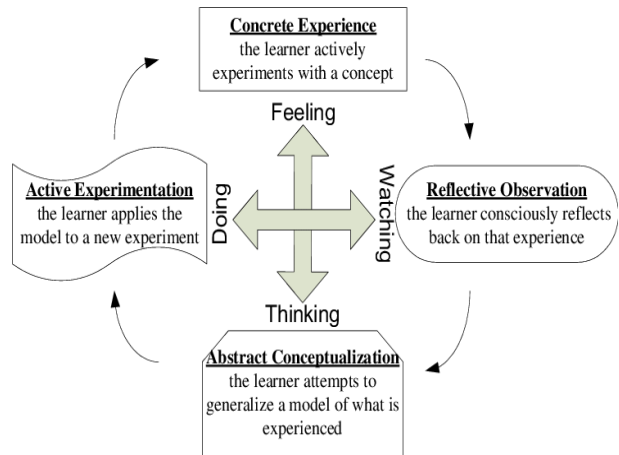 Concrete Experience
the learner actively
experiments with a concept
Feeling
Active Experimentation
the learner applies the
model to a new experiment
Doing
Watching
Reflective Observation
the learner consciously reflects
back on that experience
Thinking
Abstract Conceptualization
the learner attempts to
generalize a model of what is
experienced